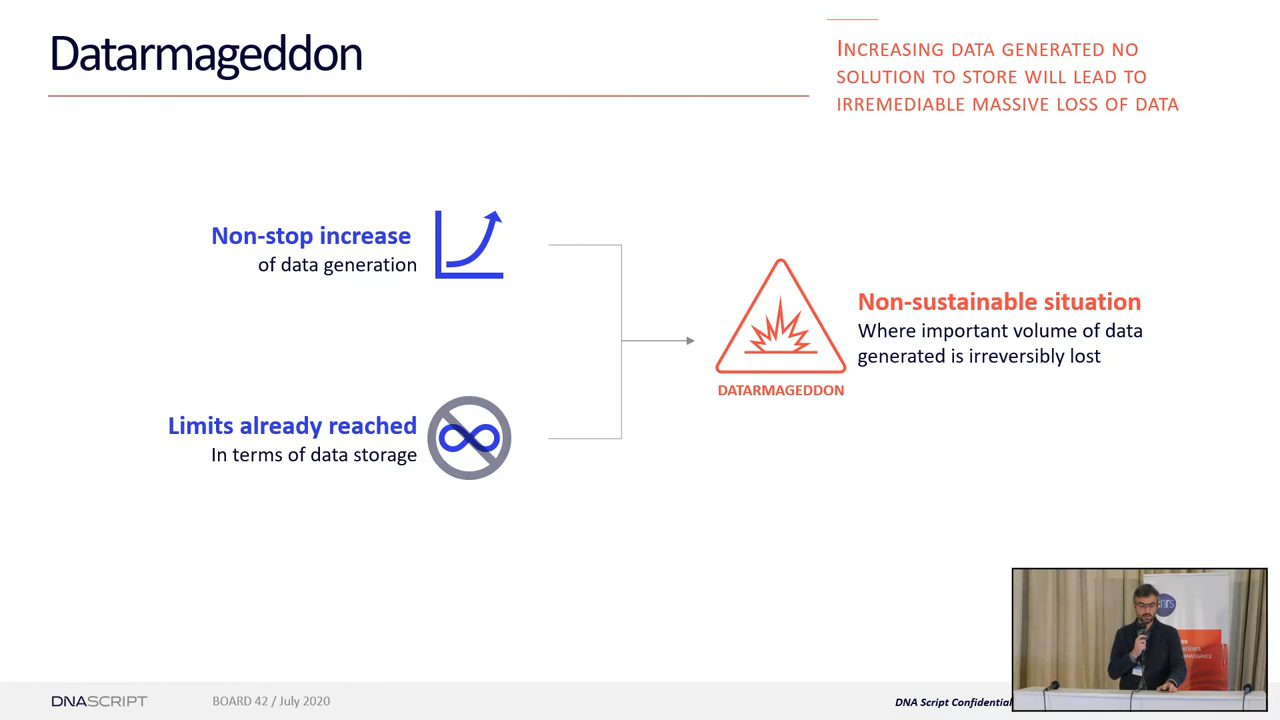 Datarmageddon
INCREASING DATA GENERATED NO
SOLUTION TO STORE WILL LEAD TO
IRREMEDIABLE MASSIVE LOSS OF DATA
Non-stop increase
of data generation
Limits already reached
In terms of data storage
DATARMAGEDDON
Non-sustainable situation
Where important volume of data
generated is irreversibly lost
DNASCRIPT
BOARD 42 / July 2020
DNA Script Confidential